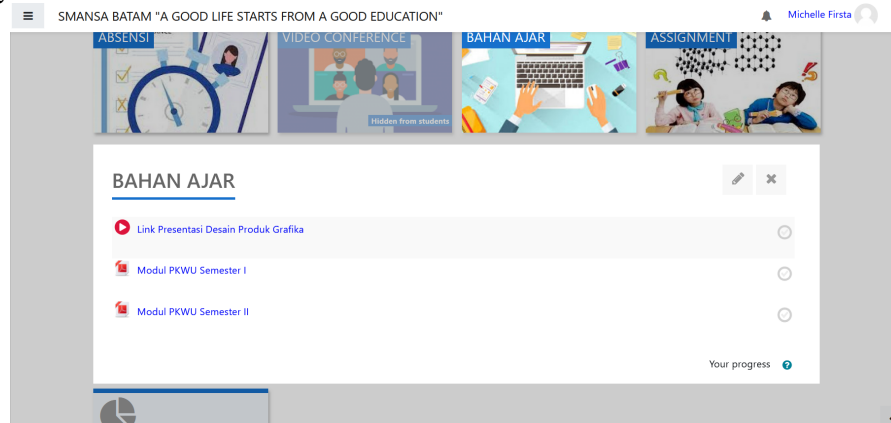 SMANSA BATAM "A GOOD LIFE STARTS FROM A GOOD EDUCATION"
Michelle Firsta
ABSENSI
VIDEO CONFERENCE
BAHAN AJAR
ASSIGNMENT
Hidden from students
BAHAN AJAR
Link Presentasi Desain Produk Grafika
Modul PKWU Semester I
Modul PKWU Semester II
Your progress